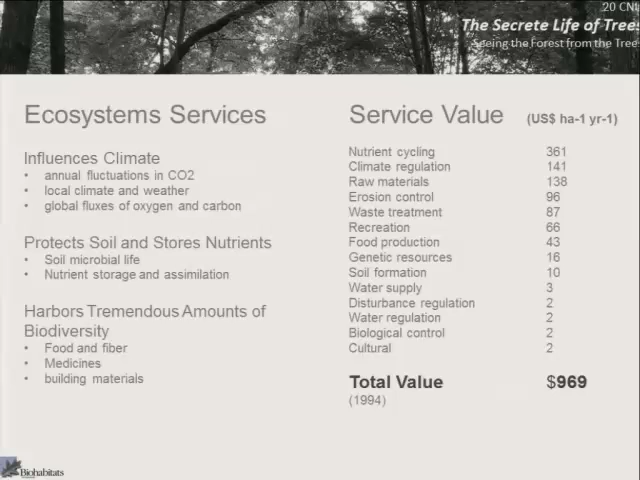 20 CNL
The Secrete Life of Trees
Seeing the Forest from the Tree
Ecosystems Services
Influences Climate
• annual fluctuations in CO2
• local climate and weather
• global fluxes of oxygen and carbon
Protects Soil and Stores Nutrients
• Soil microbial life
• Nutrient storage and assimilation
Harbors Tremendous Amounts of
Biodiversity
• Food and fiber
• Medicines
• building materials
Service Value (US$ ha-1 yr-1)
Nutrient cycling 361
Climate regulation 141
Raw materials 138
Erosion control 96
Waste treatment 87
Recreation 66
Food production 43
Genetic resources 16
Soil formation 10
Water supply 3
Disturbance regulation 2
Water regulation 2
Biological control 2
Cultural 2
Total Value $969
(1994)
Biohabitats